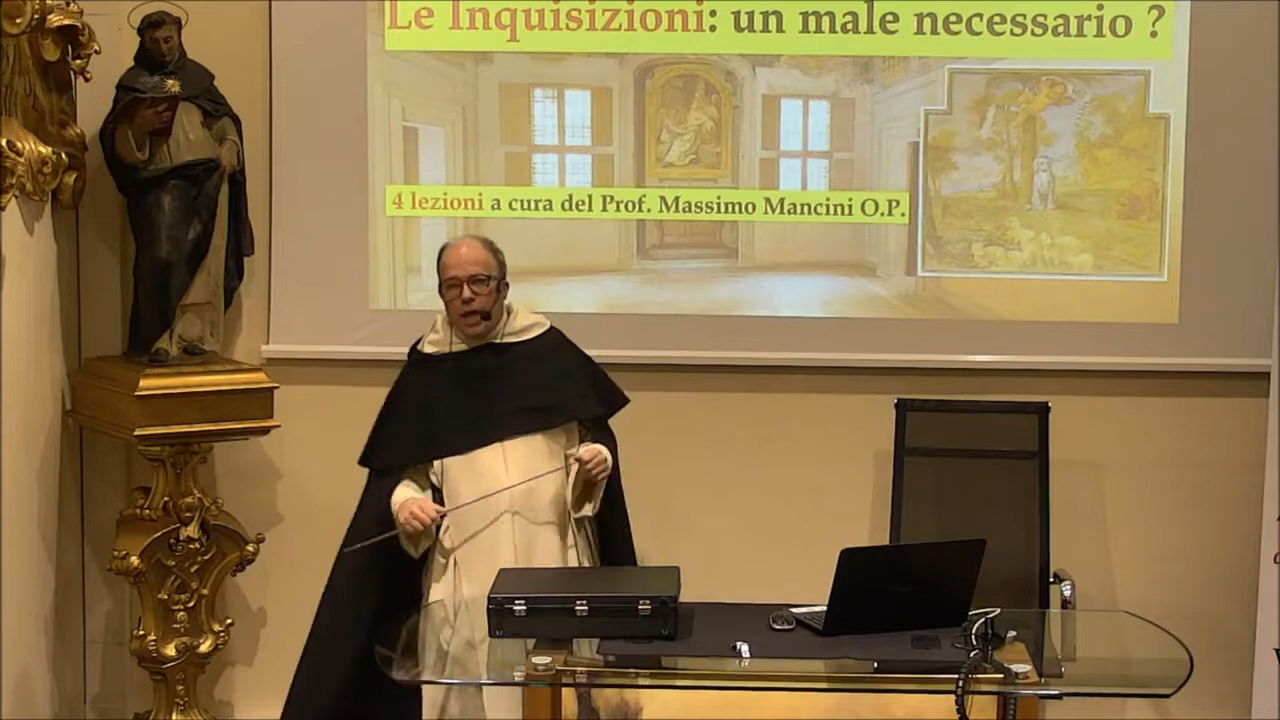 Le Inquisizioni: un male necessario ?
4 lezioni a cura del Prof. Massimo Mancini O.P.